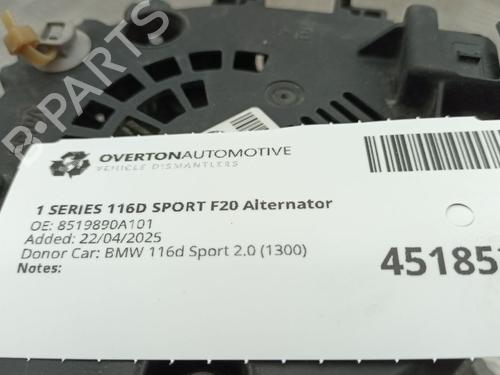 B-Parts
OVERTONAUTOMOTIVE
VEHICLE DISMANTLERS
1 SERIES 116D SPORT F20 Alternator
OE: 8519890A101
Added: 22/04/2025
Donor Car: BMW 116d Sport 2.0 (1300)
Notes: